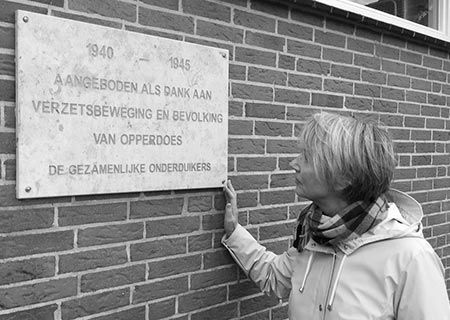 1940 — 1945
AANGEBODEN ALS DANK AAN
VERZETSBEWEGING EN BEVOLKING
VAN OPPERDOES
DE GEZAMENLIJKE ONDERDUIKERS